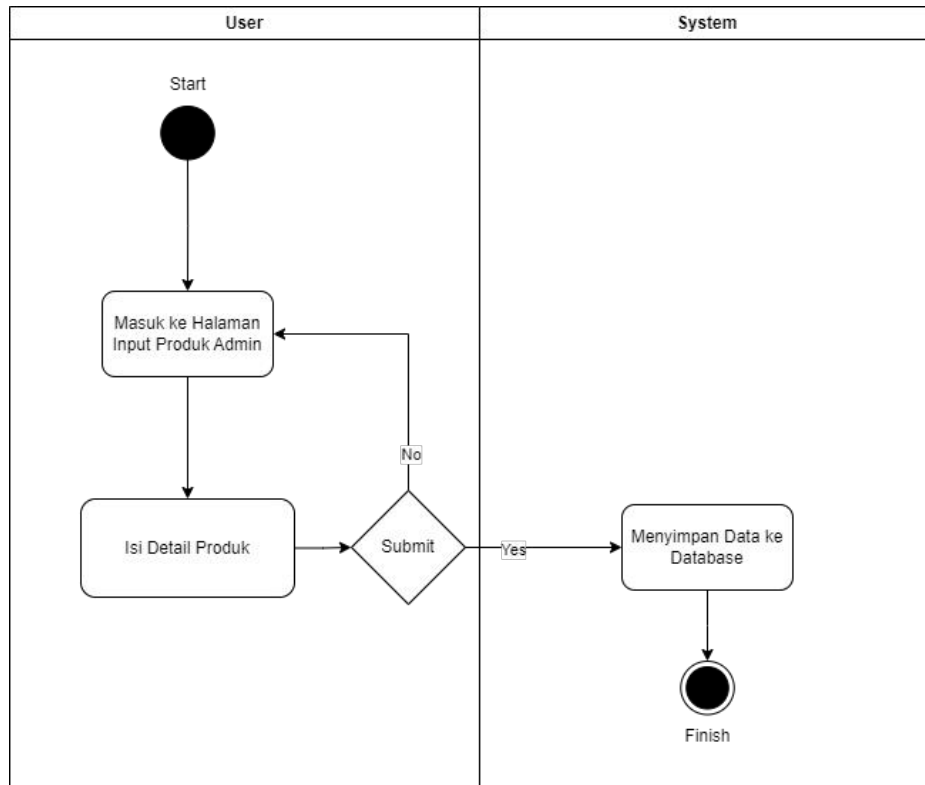 User
System
Start
Masuk ke Halaman
Input Produk Admin
No
Isi Detail Produk
Submit
Yes
Menyimpan Data ke
Database
Finish